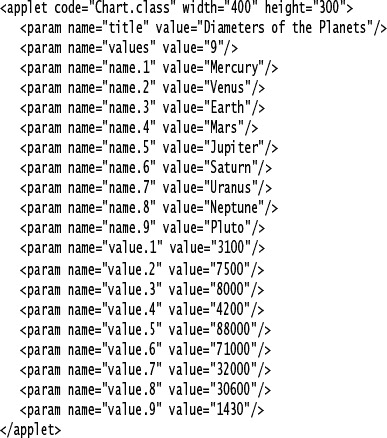 <applet code="Chart.class" width="400" height="300">
<param name="title" value="Diameters of the Planets"/>
<param name="values" value="9"/>
<param name="name.1" value="Mercury"/>
<param name="name.2" value="Venus"/>
<param name="name.3" value="Earth"/>
<param name="name.4" value="Mars"/>
<param name="name.5" value="Jupiter"/>
<param name="name.6" value="Saturn"/>
<param name="name.7" value="Uranus"/>
<param name="name.8" value="Neptune"/>
<param name="name.9" value="Pluto"/>
<param name="value.1" value="3100"/>
<param name="value.2" value="7500"/>
<param name="value.3" value="8000"/>
<param name="value.4" value="4200"/>
<param name="value.5" value="88000"/>
<param name="value.6" value="71000"/>
<param name="value.7" value="32000"/>
<param name="value.8" value="30600"/>
<param name="value.9" value="1430"/>
</applet>